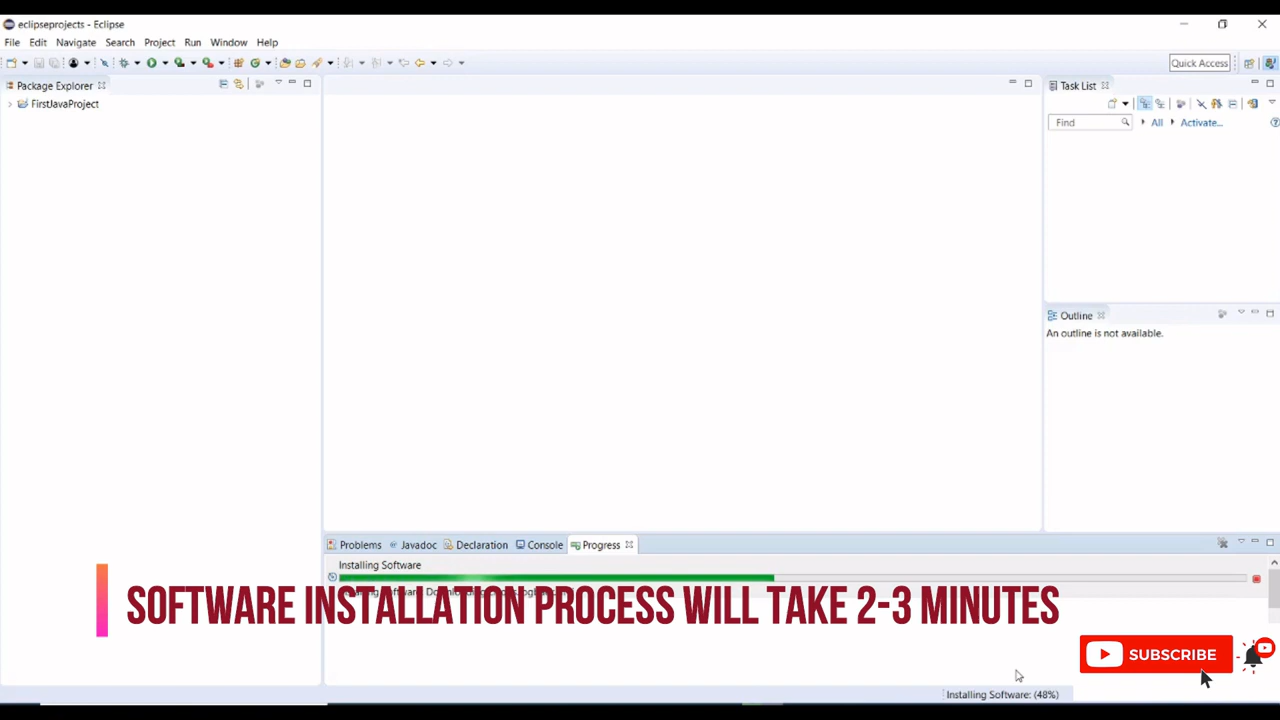 eclipseprojects - Eclipse
File Edit Navigate Search Project Run Window Help
Quick Access
Package Explorer
FirstJavaProject
Task List
Find
All
Activate...
Outline
An outline is not available.
Problems
Javadoc
Declaration
Console
Progress
Installing Software
SOFTWARE INSTALLATION PROCESS WILL TAKE 2-3 MINUTES
SUBSCRIBE
Installing Software: (48%)